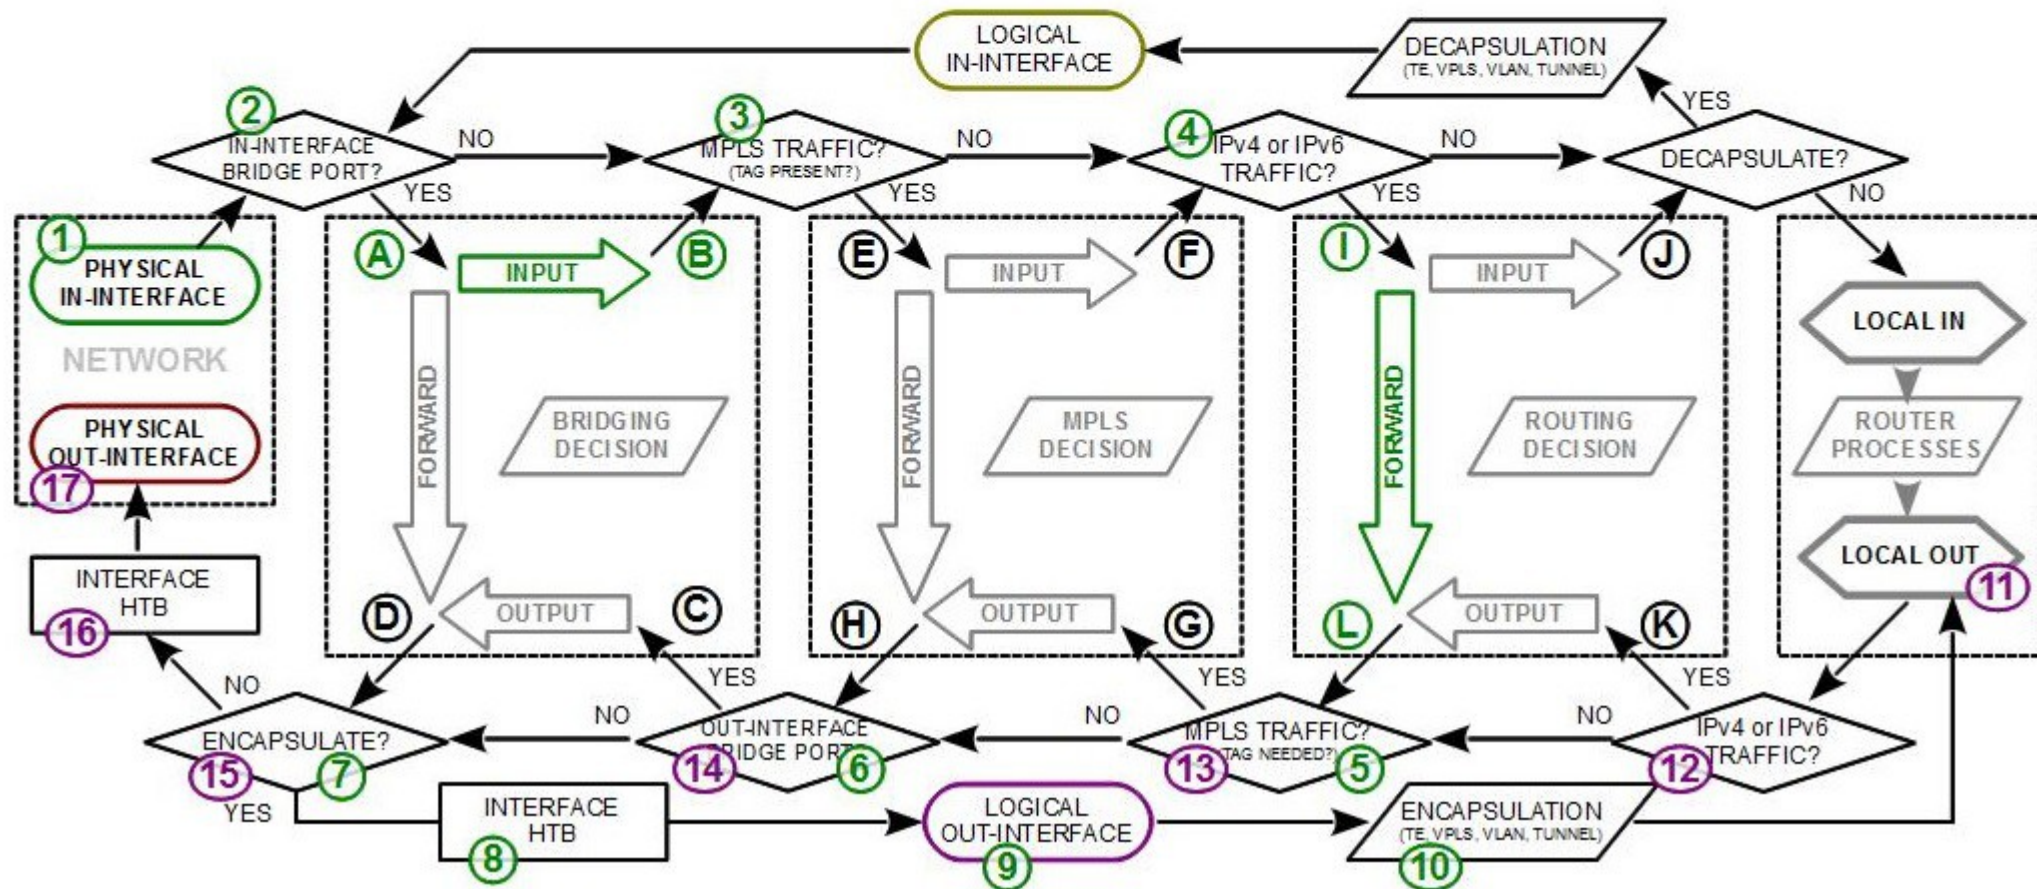 LOGICAL
IN-INTERFACE
DECAPSULATION
(TE, VPLS, VLAN, TUNNEL)
2
IN-INTERFACE
BRIDGE PORT?
NO
YES
3
MPLS TRAFFIC?
(TAG PRESENT?)
NO
YES
4
IPv4 or IPv6
TRAFFIC?
NO
YES
DECAPSULATE?
YES
NO
1
PHYSICAL
IN-INTERFACE
NETWORK
PHYSICAL
OUT-INTERFACE
17
A
INPUT
B
FORWARD
BRIDGING
DECISION
D
OUTPUT
C
E
INPUT
F
FORWARD
MPLS
DECISION
H
OUTPUT
G
I
INPUT
J
FORWARD
ROUTING
DECISION
L
OUTPUT
K
LOCAL IN
ROUTER
PROCESSES
LOCAL OUT
11
INTERFACE
HTB
16
NO
ENCAPSULATE?
15
7
YES
NO
YES
OUT-INTERFACE
BRIDGE PORT?
14
6
NO
YES
MPLS TRAFFIC?
(TAG NEEDED?)
13
5
NO
YES
IPv4 or IPv6
TRAFFIC?
12
INTERFACE
HTB
8
LOGICAL
OUT-INTERFACE
9
ENCAPSULATION
(TE, VPLS, VLAN, TUNNEL)
10